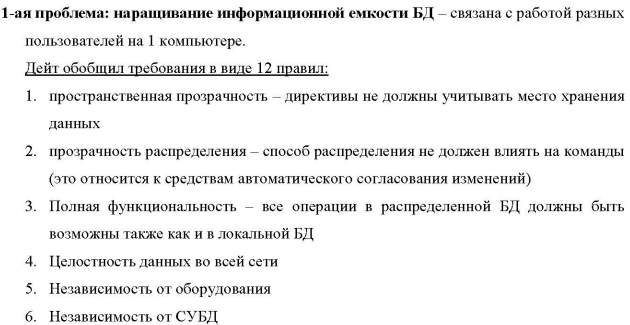 1-ая проблема: наращивание информационной емкости БД – связана с работой разных
пользователей на 1 компьютере.
Дейт обобщил требования в виде 12 правил:
1. пространственная прозрачность – директивы не должны учитывать место хранения
данных
2. прозрачность распределения – способ распределения не должен влиять на команды
(это относится к средствам автоматического согласования изменений)
3. Полная функциональность – все операции в распределенной БД должны быть
возможны также как и в локальной БД
4. Целостность данных во всей сети
5. Независимость от оборудования
6. Независимость от СУБД